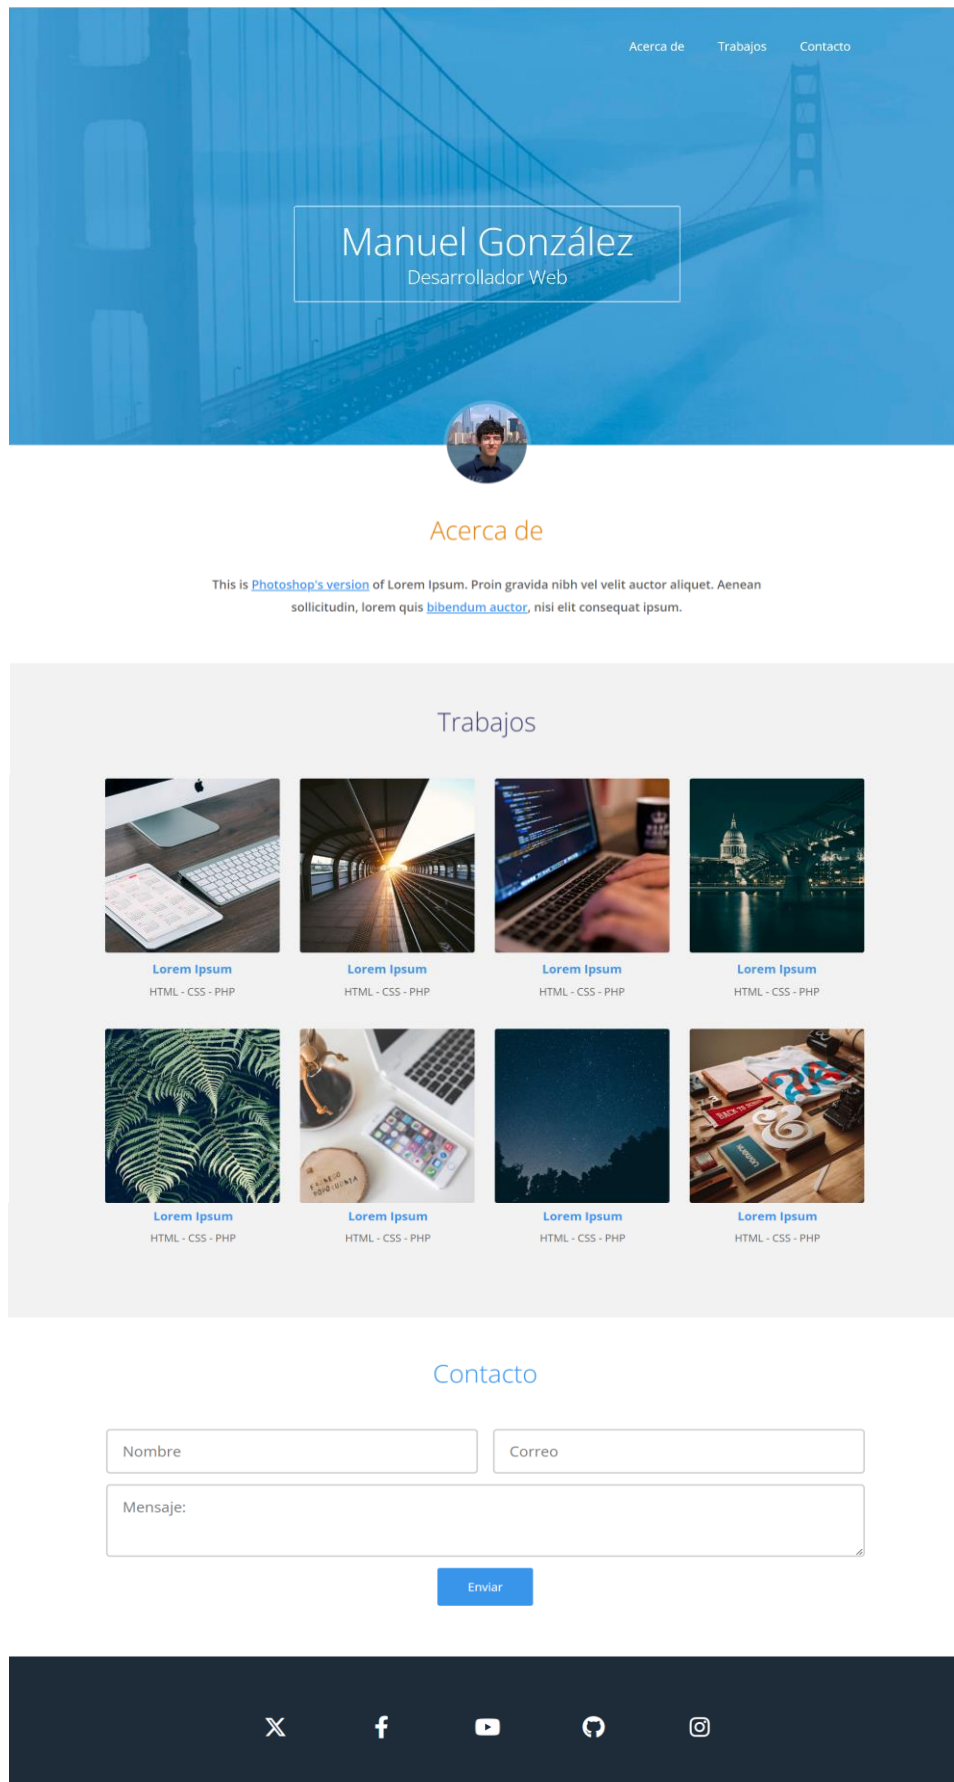 Acerca de Trabajos Contacto
Manuel González
Desarrollador Web
Acerca de
This is Photoshop's version of Lorem Ipsum. Proin gravida nibh vel velit auctor aliquet. Aenean
sollicitudin, lorem quis bibendum auctor, nisi elit consequat ipsum.
Trabajos
Lorem Ipsum Lorem Ipsum Lorem Ipsum Lorem Ipsum
HTML - CSS - PHP HTML - CSS - PHP HTML - CSS - PHP HTML - CSS - PHP
Lorem Ipsum Lorem Ipsum Lorem Ipsum Lorem Ipsum
HTML - CSS - PHP HTML - CSS - PHP HTML - CSS - PHP HTML - CSS - PHP
Contacto
Nombre Correo
Mensaje:
Enviar